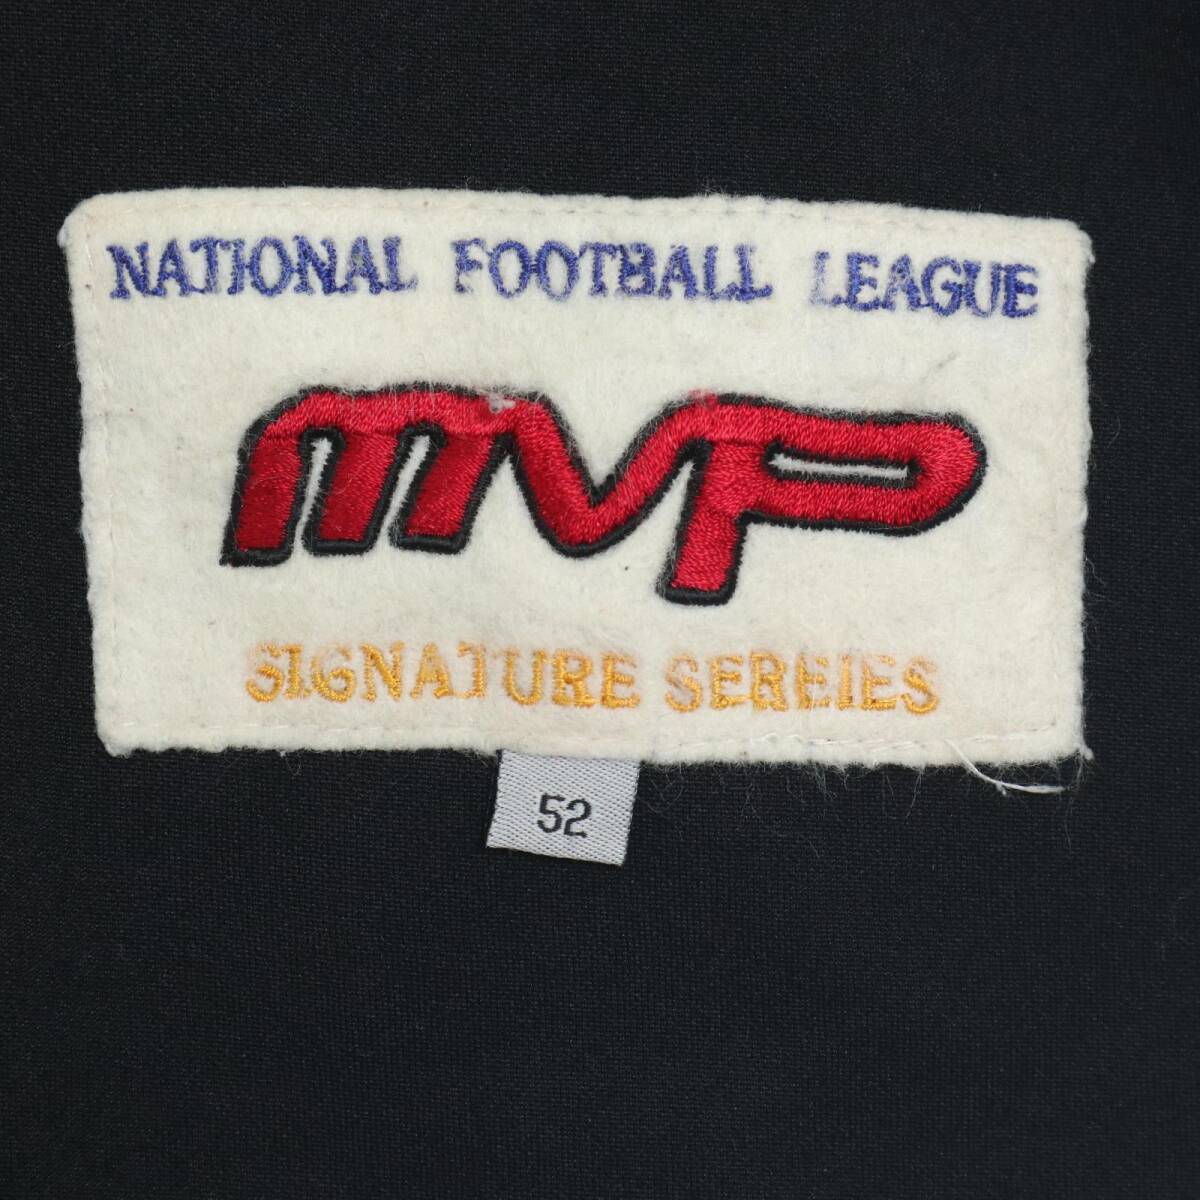 NATIONAL FOOTBALL LEAGUE
MVP
SIGNATURE SEREIES
52